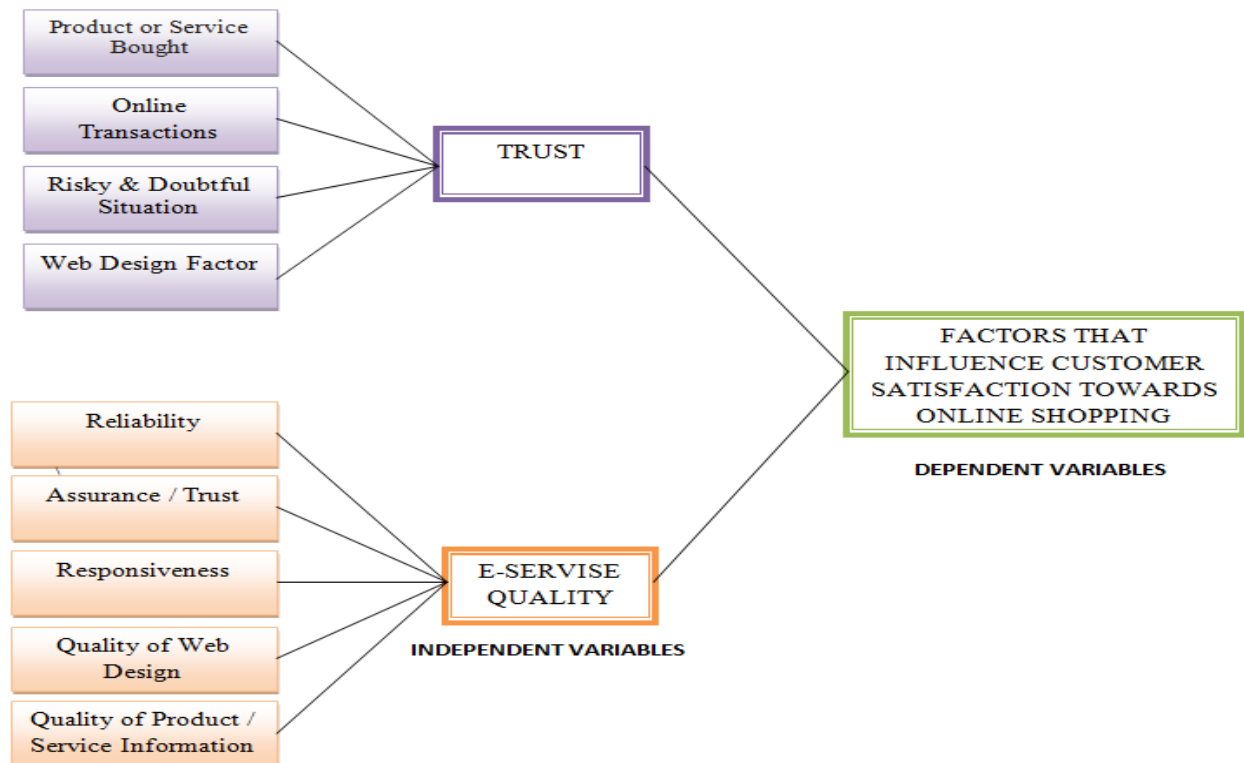 Product or Service
Bought
Online
Transactions
Risky & Doubtful
Situation
Web Design Factor
TRUST
FACTORS THAT
INFLUENCE CUSTOMER
SATISFACTION TOWARDS
ONLINE SHOPPING
DEPENDENT VARIABLES
Reliability
Assurance / Trust
Responsiveness
Quality of Web
Design
Quality of Product /
Service Information
E-SERVISE
QUALITY
INDEPENDENT VARIABLES